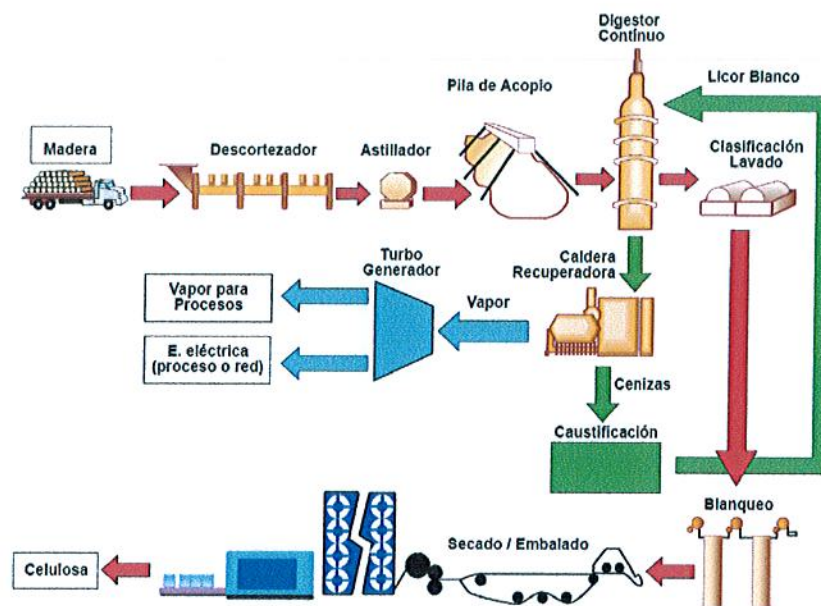 Digestor
Contínuo
Pila de Acopio
Licor Blanco
Madera
Descortezador
Astillador
Clasificación
Lavado
Turbo
Generador
Caldera
Recuperadora
Vapor para
Procesos
Vapor
E. eléctrica
(proceso o red)
Cenizas
Caustificación
Blanqueo
Secado / Embalado
Celulosa